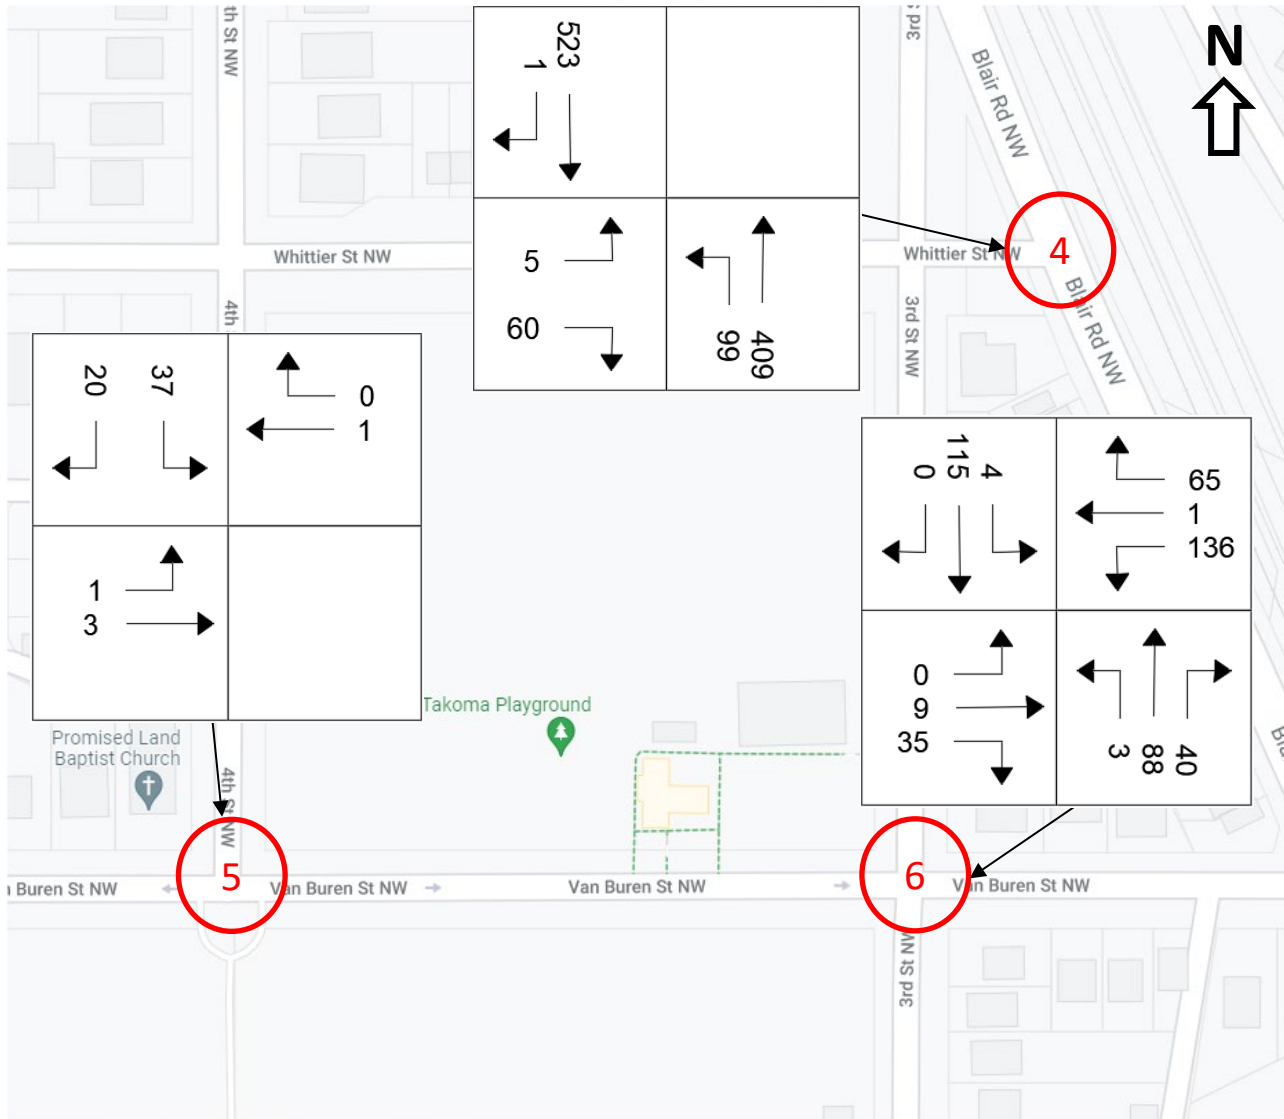 th St NW
523
1
3rd S
Blair Rd NW
N
Whittier St NW
5
60
99
409
Whittier St NW
4
Blair Rd NW
4th
3rd St NW
20
37
0
1
1
3
0
115
4
65
1
136
0
9
35
3
88
40
Takoma Playground
Promised Land
Baptist Church
4th St NW
Bla
5
6
n Buren St NW
Van Buren St NW
Van Buren St NW
Van Buren St NW
3rd St NW